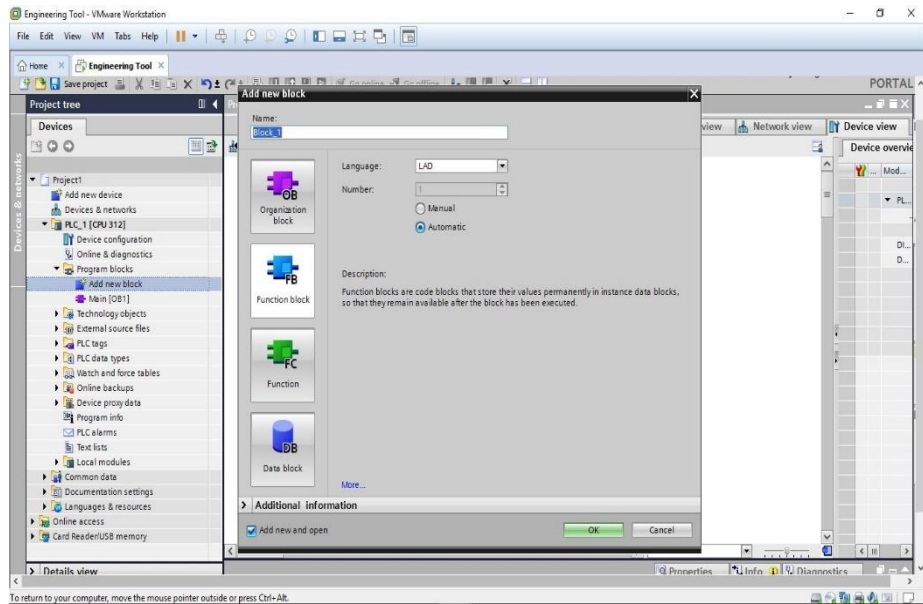 Engineering Tool - VMware Workstation
File Edit View VM Tabs Help
Home Engineering Tool
Save project Go online Go offline
PORTAL
Add new block
Project tree
Name:
Block_1
Devices
view Network view Device view
Device overvie
Language: LAD
... Mod...
Number: 1
Project1
Add new device
Manual
OB
Organization
block
Automatic
Devices & networks
PL...
Devices & networks
PLC_1 [CPU 312]
Device configuration
DI...
Online & diagnostics
D...
Program blocks
Description:
Add new block
Function blocks are code blocks that store their values permanently in instance data blocks,
so that they remain available after the block has been executed.
FB
Function block
Main [OB1]
Technology objects
External source files
PLC tags
PLC data types
FC
Function
Watch and force tables
Online backups
Device proxy data
Program info
PLC alarms
DB
Data block
Text lists
Local modules
Common data
More...
Documentation settings
Additional information
Languages & resources
Online access
Add new and open OK Cancel
Card Reader/USB memory
Details view
Properties Info Diagnostics
To return to your computer, move the mouse pointer outside or press Ctrl+Alt.